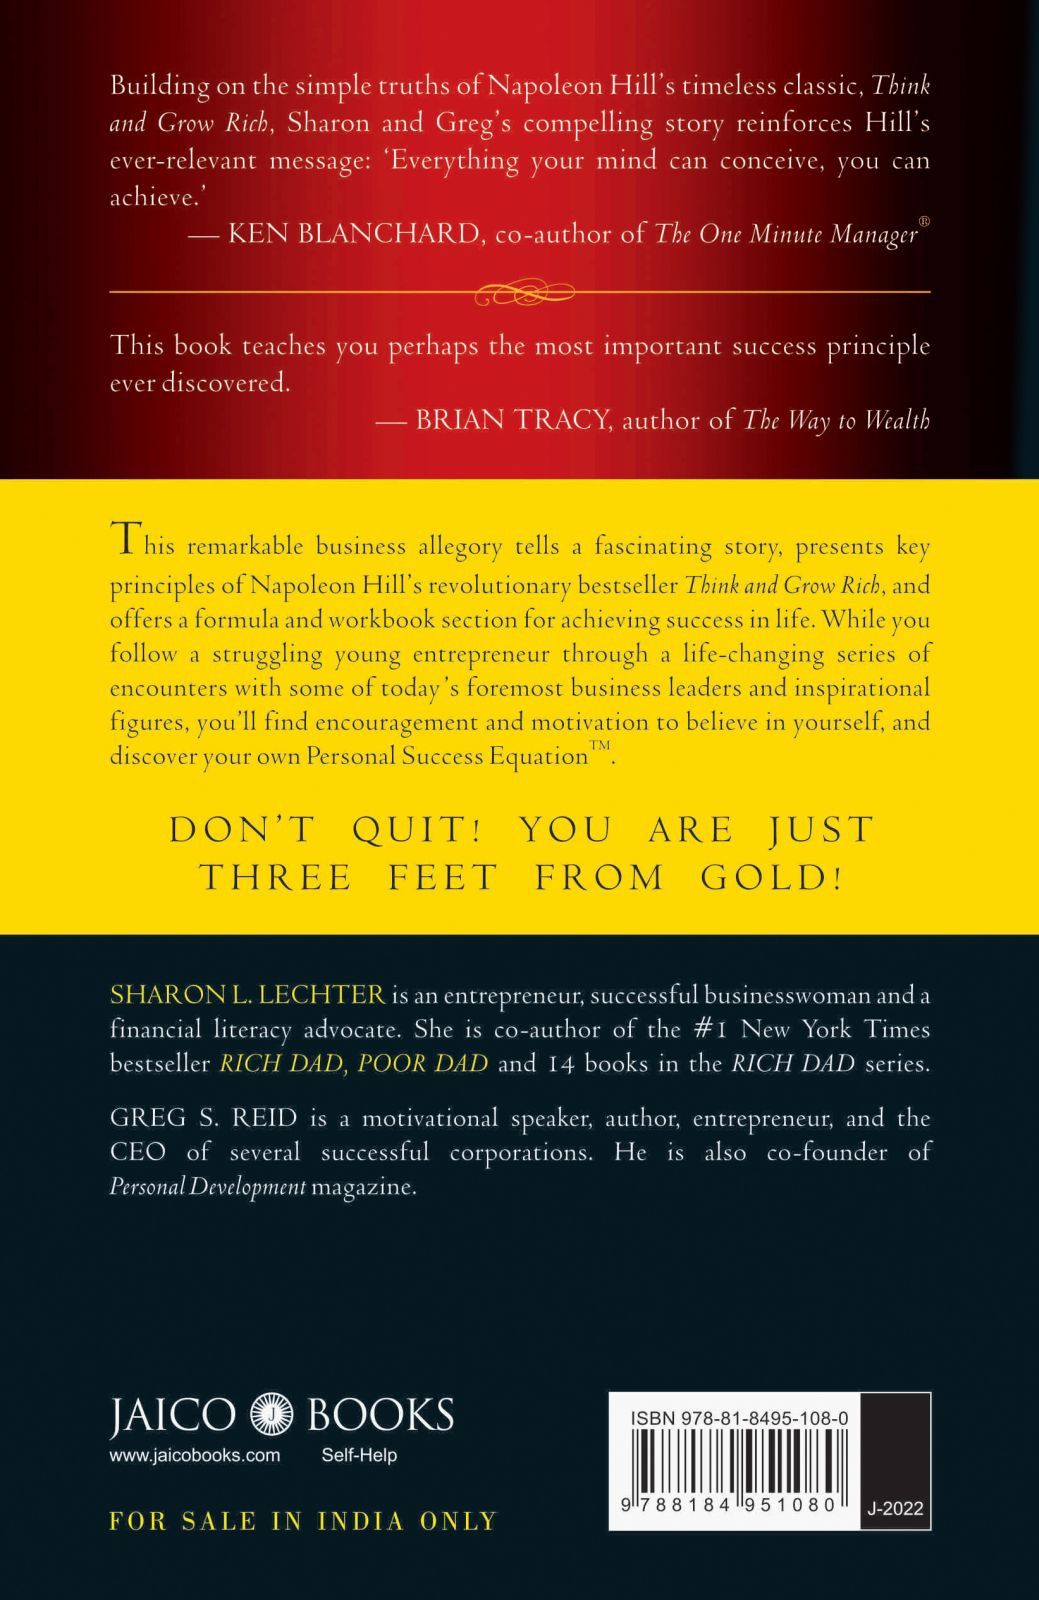 Building on the simple truths of Napoleon Hill's timeless classic, Think
and Grow Rich, Sharon and Greg's compelling story reinforces Hill's
ever-relevant message: ‘Everything your mind can conceive, you can
achieve.’
— KEN BLANCHARD, co-author of The One Minute Manager®
This book teaches you perhaps the most important success principle
ever discovered.
— BRIAN TRACY, author of The Way to Wealth
This remarkable business allegory tells a fascinating story, presents key
principles of Napoleon Hill's revolutionary bestseller Think and Grow Rich, and
offers a formula and workbook section for achieving success in life. While you
follow a struggling young entrepreneur through a life-changing series of
encounters with some of today's foremost business leaders and inspirational
figures, you'll find encouragement and motivation to believe in yourself, and
discover your own Personal Success Equation™.
DON'T QUIT! YOU ARE JUST
THREE FEET FROM GOLD!
SHARON L. LECHTER is an entrepreneur, successful businesswoman and a
financial literacy advocate. She is co-author of the #1 New York Times
bestseller RICH DAD, POOR DAD and 14 books in the RICH DAD series.
GREG S. REID is a motivational speaker, author, entrepreneur, and the
CEO of several successful corporations. He is also co-founder of
Personal Development magazine.
JAICO J BOOKS
www.jaicobooks.com Self-Help
FOR SALE IN INDIA ONLY
ISBN 978-81-8495-108-0
9 788184 951080
J-2022